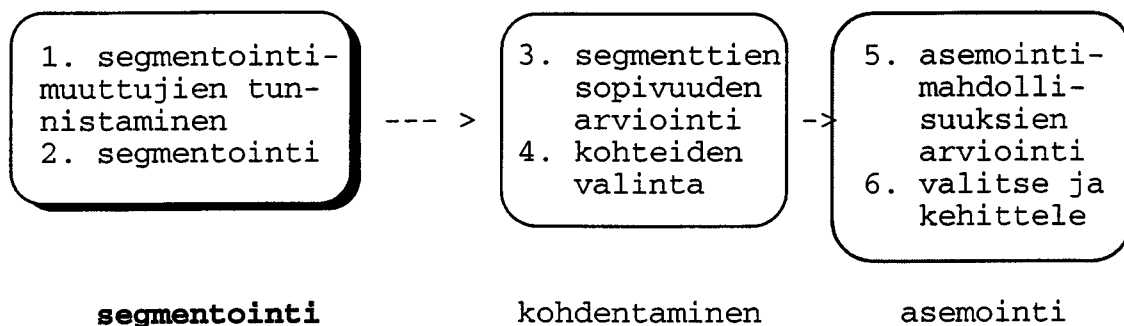 1. segmentointi-
muuttujien tun-
nistaminen
2. segmentointi
--- >
3. segmenttien
sopivuuden
arviointi
4. kohteiden
valinta
->
5. asemointi-
mahdolli-
suuksien
arviointi
6. valitse ja
kehittele
segmentointi
kohdentaminen
asemointi